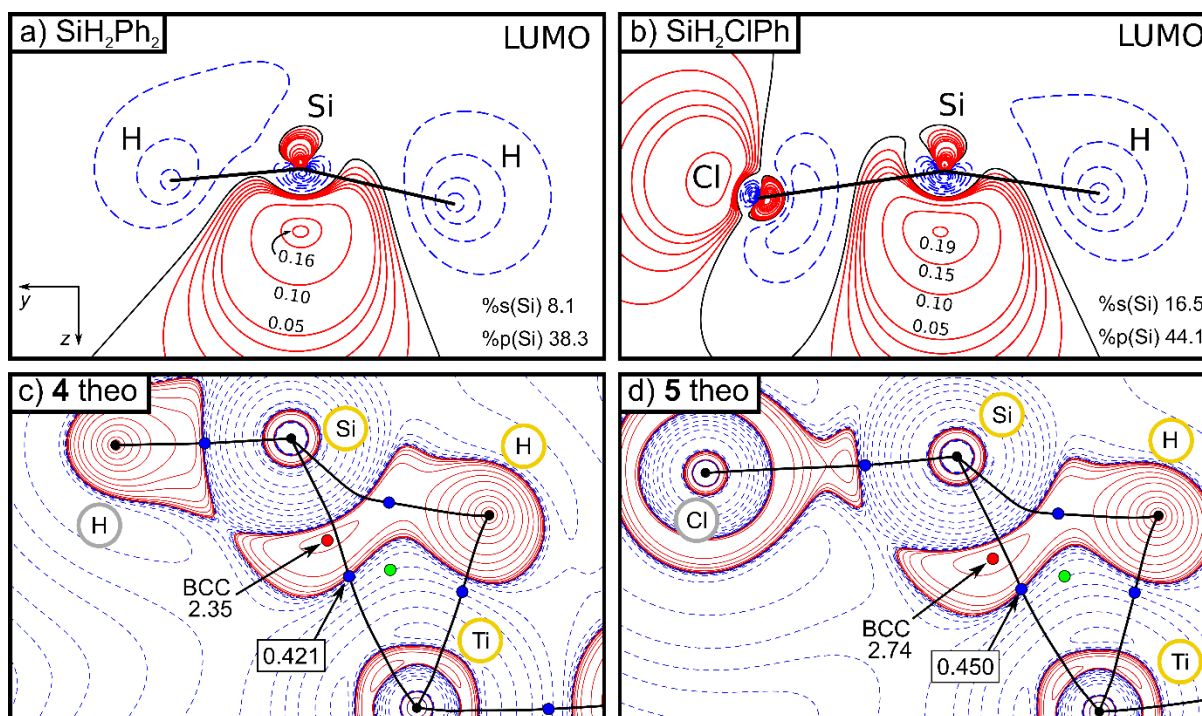 a) SiH₂Ph₂
LUMO
Si
H
H
0.16
0.10
0.05
y
z
%s(Si) 8.1
%p(Si) 38.3
b) SiH₂ClPh
LUMO
Si
H
Cl
0.19
0.15
0.10
0.05
%s(Si) 16.5
%p(Si) 44.1
c) 4 theo
Si
H
H
BCC
2.35
0.421
Ti
d) 5 theo
Si
H
Cl
BCC
2.74
0.450
Ti